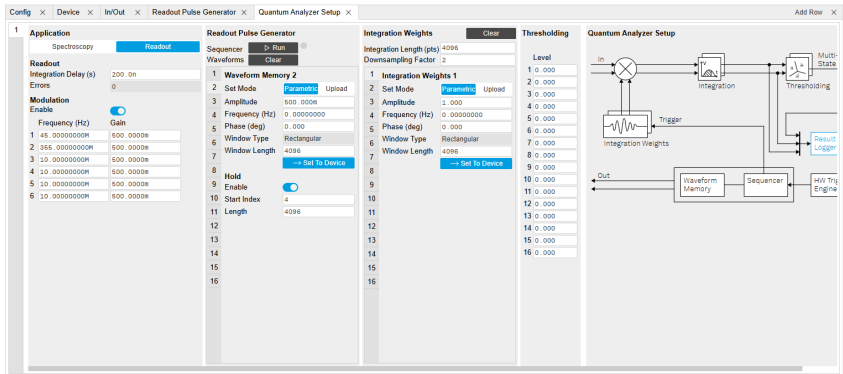 Config × Device × In/Out × Readout Pulse Generator × Quantum Analyzer Setup × Add Row ×
1
Application
Spectroscopy Readout
Readout
Integration Delay (s) 200.0n
Errors 0
Modulation
Enable
Frequency (Hz) Gain
1 45.00000000M 500.0000m
2 355.00000000M 500.0000m
3 10.00000000M 500.0000m
4 10.00000000M 500.0000m
5 10.00000000M 500.0000m
6 10.00000000M 500.0000m
Readout Pulse Generator
Sequencer Run
Waveforms Clear
1 Waveform Memory 2
2 Set Mode Parametric Upload
3 Amplitude 500.000m
4 Frequency (Hz) 0.00000000
5 Phase (deg) 0.000
6 Window Type Rectangular
7 Window Length 4096
→ Set To Device
8 Hold
9 Enable
10 Start Index 4
11 Length 4096
12
13
14
15
16
Integration Weights Clear
Integration Length (pts) 4096
Downsampling Factor 2
1 Integration Weights 1
2 Set Mode Parametric Upload
3 Amplitude 1.000
4 Frequency (Hz) 0.00000000
5 Phase (deg) 0.000
6 Window Type Rectangular
7 Window Length 4096
→ Set To Device
8
9
10
11
12
13
14
15
16
Thresholding
Level
1 0.000
2 0.000
3 0.000
4 0.000
5 0.000
6 0.000
7 0.000
8 0.000
9 0.000
10 0.000
11 0.000
12 0.000
13 0.000
14 0.000
15 0.000
16 0.000
Quantum Analyzer Setup
In
Multi-
State
Integration
Thresholding
Trigger
Integration Weights
Result
Logger
Out
Waveform
Memory
Sequencer
HW Trig
Engine